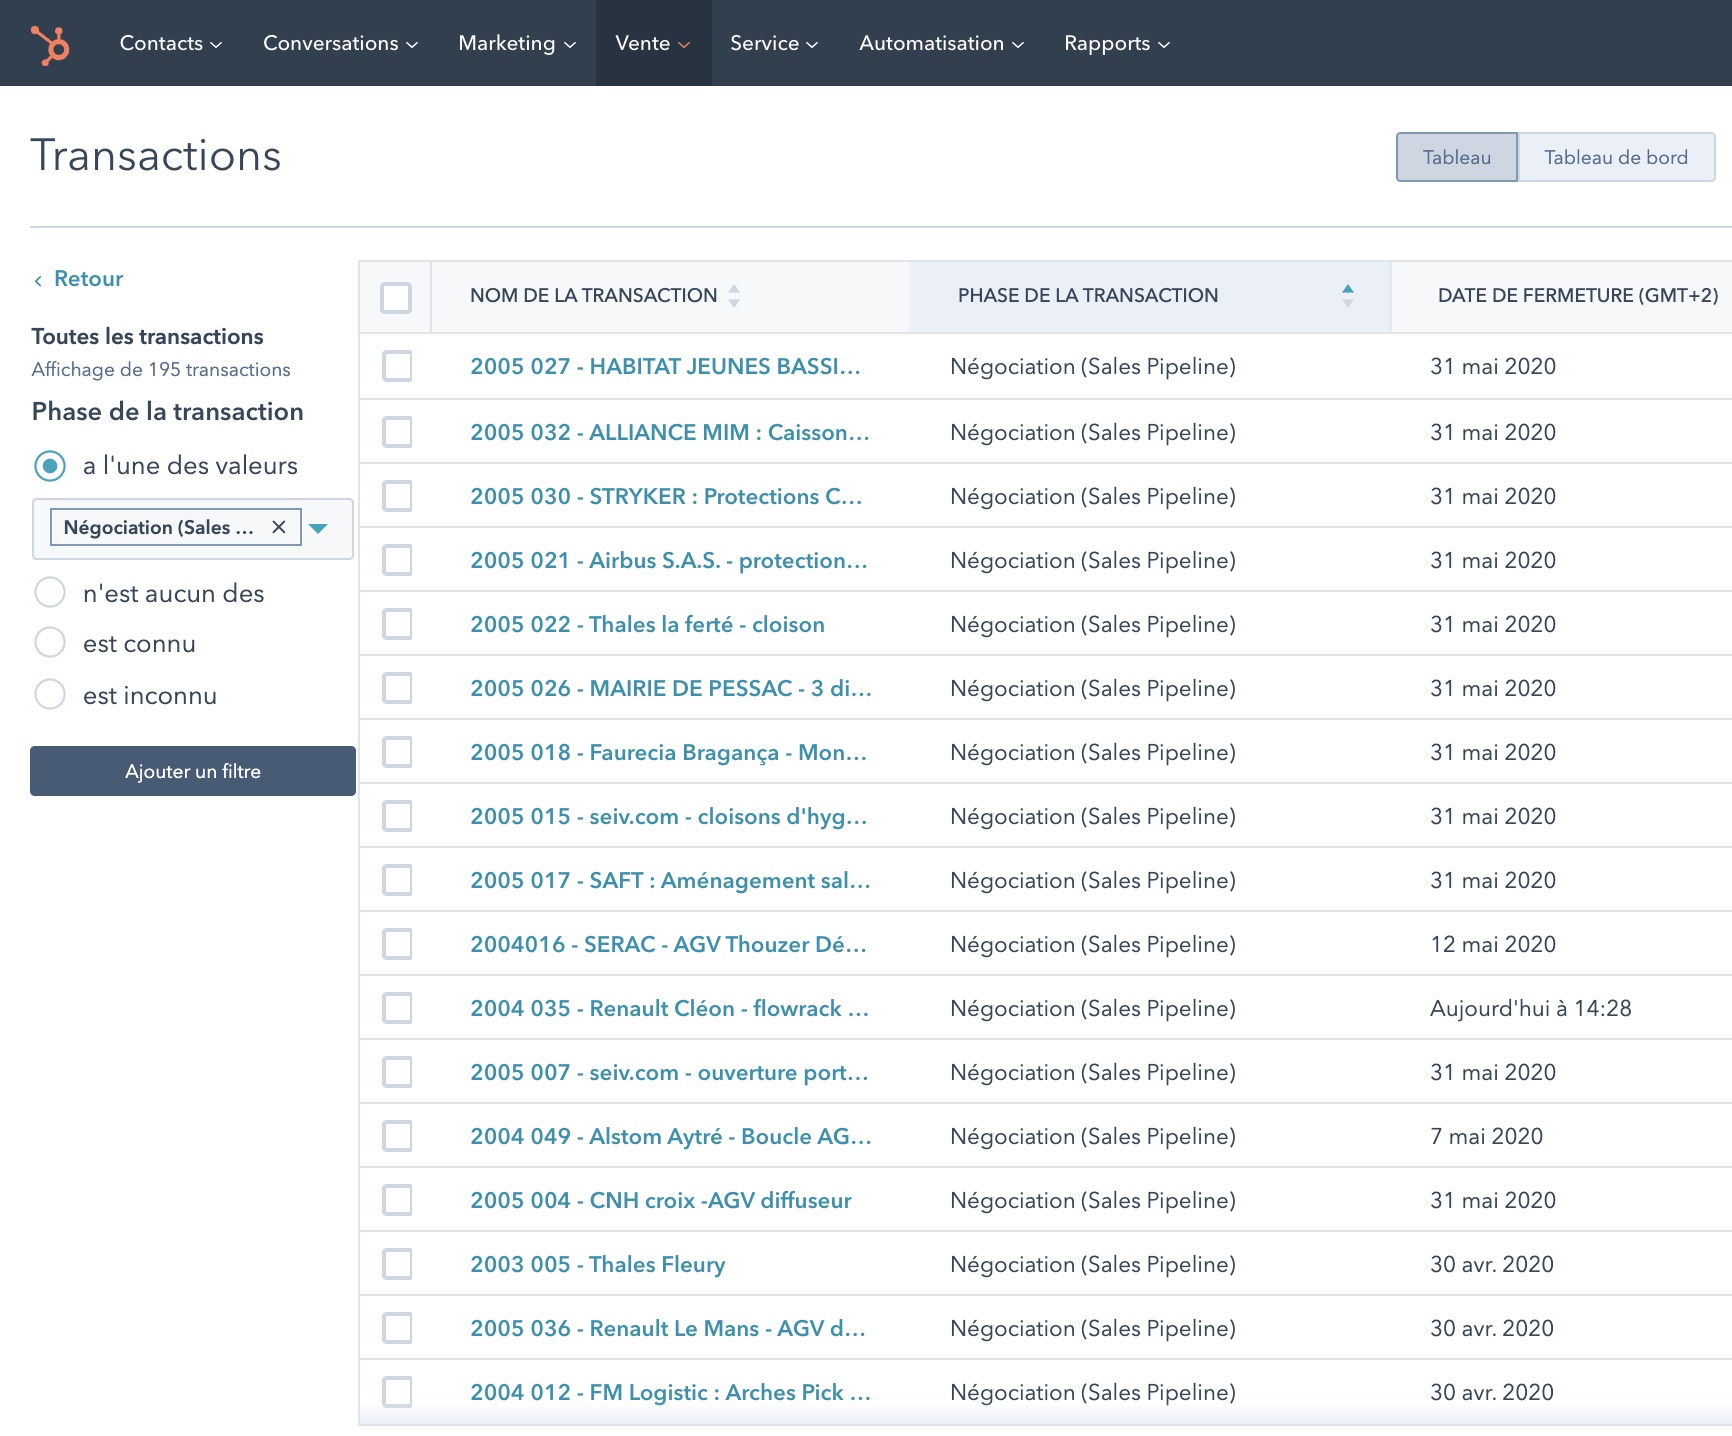 Contacts Conversations Marketing Vente Service Automatisation Rapports
Transactions
Tableau Tableau de bord
Retour
Toutes les transactions
Affichage de 195 transactions
Phase de la transaction
a l'une des valeurs
Négociation (Sales ...
n'est aucun des
est connu
est inconnu
Ajouter un filtre
NOM DE LA TRANSACTION PHASE DE LA TRANSACTION DATE DE FERMETURE (GMT+2)
2005 027 - HABITAT JEUNES BASSI... Négociation (Sales Pipeline) 31 mai 2020
2005 032 - ALLIANCE MIM : Caisson... Négociation (Sales Pipeline) 31 mai 2020
2005 030 - STRYKER : Protections C... Négociation (Sales Pipeline) 31 mai 2020
2005 021 - Airbus S.A.S. - protection... Négociation (Sales Pipeline) 31 mai 2020
2005 022 - Thales la ferté - cloison Négociation (Sales Pipeline) 31 mai 2020
2005 026 - MAIRIE DE PESSAC - 3 di... Négociation (Sales Pipeline) 31 mai 2020
2005 018 - Faurecia Bragança - Mon... Négociation (Sales Pipeline) 31 mai 2020
2005 015 - seiv.com - cloisons d'hyg... Négociation (Sales Pipeline) 31 mai 2020
2005 017 - SAFT : Aménagement sal... Négociation (Sales Pipeline) 31 mai 2020
2004016 - SERAC - AGV Thouzer Dé... Négociation (Sales Pipeline) 12 mai 2020
2004 035 - Renault Cléon - flowrack ... Négociation (Sales Pipeline) Aujourd'hui à 14:28
2005 007 - seiv.com - ouverture port... Négociation (Sales Pipeline) 31 mai 2020
2004 049 - Alstom Aytré - Boucle AG... Négociation (Sales Pipeline) 7 mai 2020
2005 004 - CNH croix -AGV diffuseur Négociation (Sales Pipeline) 31 mai 2020
2003 005 - Thales Fleury Négociation (Sales Pipeline) 30 avr. 2020
2005 036 - Renault Le Mans - AGV d... Négociation (Sales Pipeline) 30 avr. 2020
2004 012 - FM Logistic : Arches Pick ... Négociation (Sales Pipeline) 30 avr. 2020